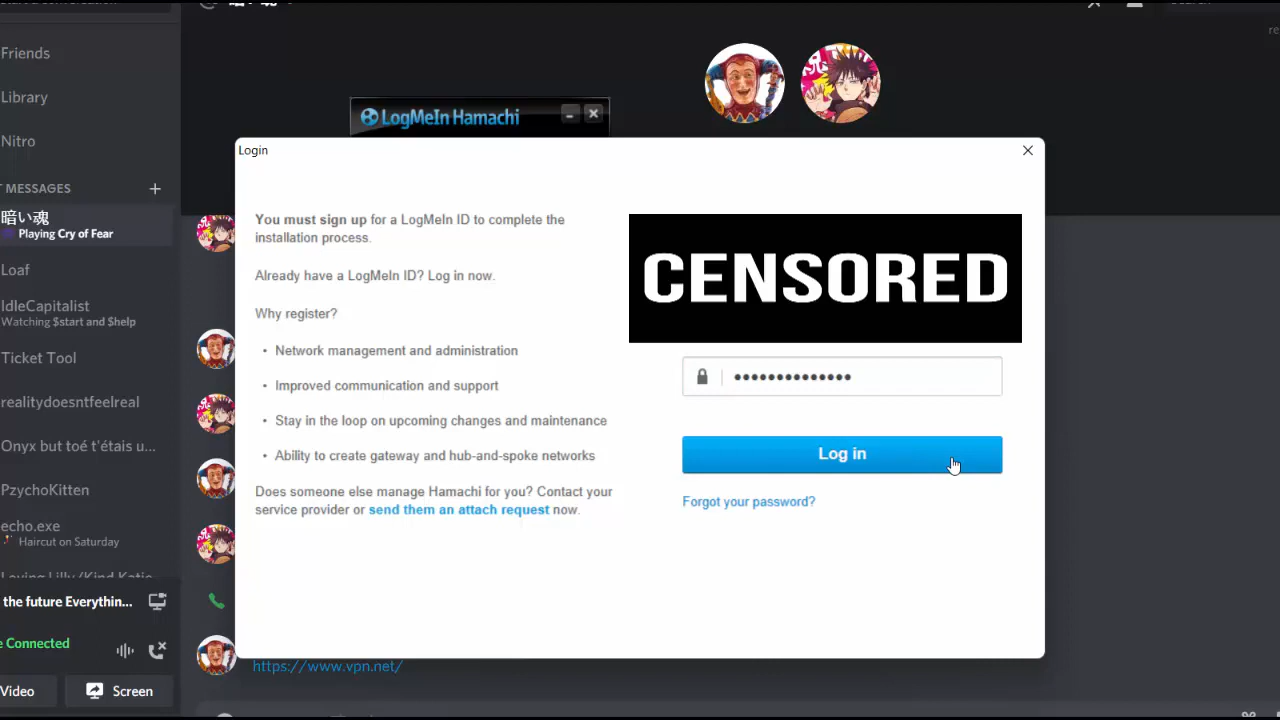 Friends
Library
Nitro
MESSAGES
暗い魂
Playing Cry of Fear
Loaf
IdleCapitalist
Watching $start and $help
Ticket Tool
realitydoesntfeelreal
Onyx but toé t'étais u...
PzychoKitten
echo.exe
Haircut on Saturday
the future Everythin...
Connected
Video
Screen
LogMeIn Hamachi
Login
You must sign up for a LogMeIn ID to complete the
installation process.
Already have a LogMeIn ID? Log in now.
Why register?
• Network management and administration
• Improved communication and support
• Stay in the loop on upcoming changes and maintenance
• Ability to create gateway and hub-and-spoke networks
Does someone else manage Hamachi for you? Contact your
service provider or send them an attach request now.
CENSORED
••••••••••••••
Log in
Forgot your password?
https://www.vpn.net/